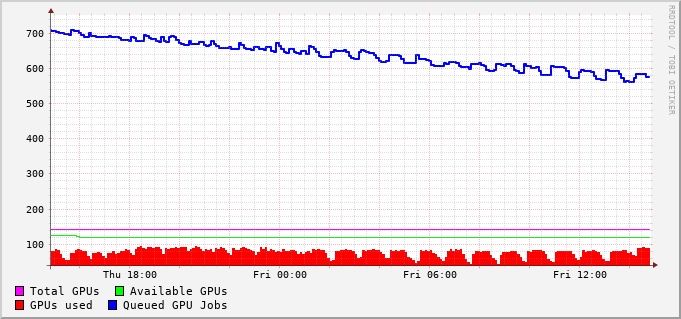 700
600
500
400
300
200
100
Thu 18:00 Fri 00:00 Fri 06:00 Fri 12:00
Total GPUs Available GPUs
GPUs used Queued GPU Jobs
RRDTOOL / TOBI OETIKER